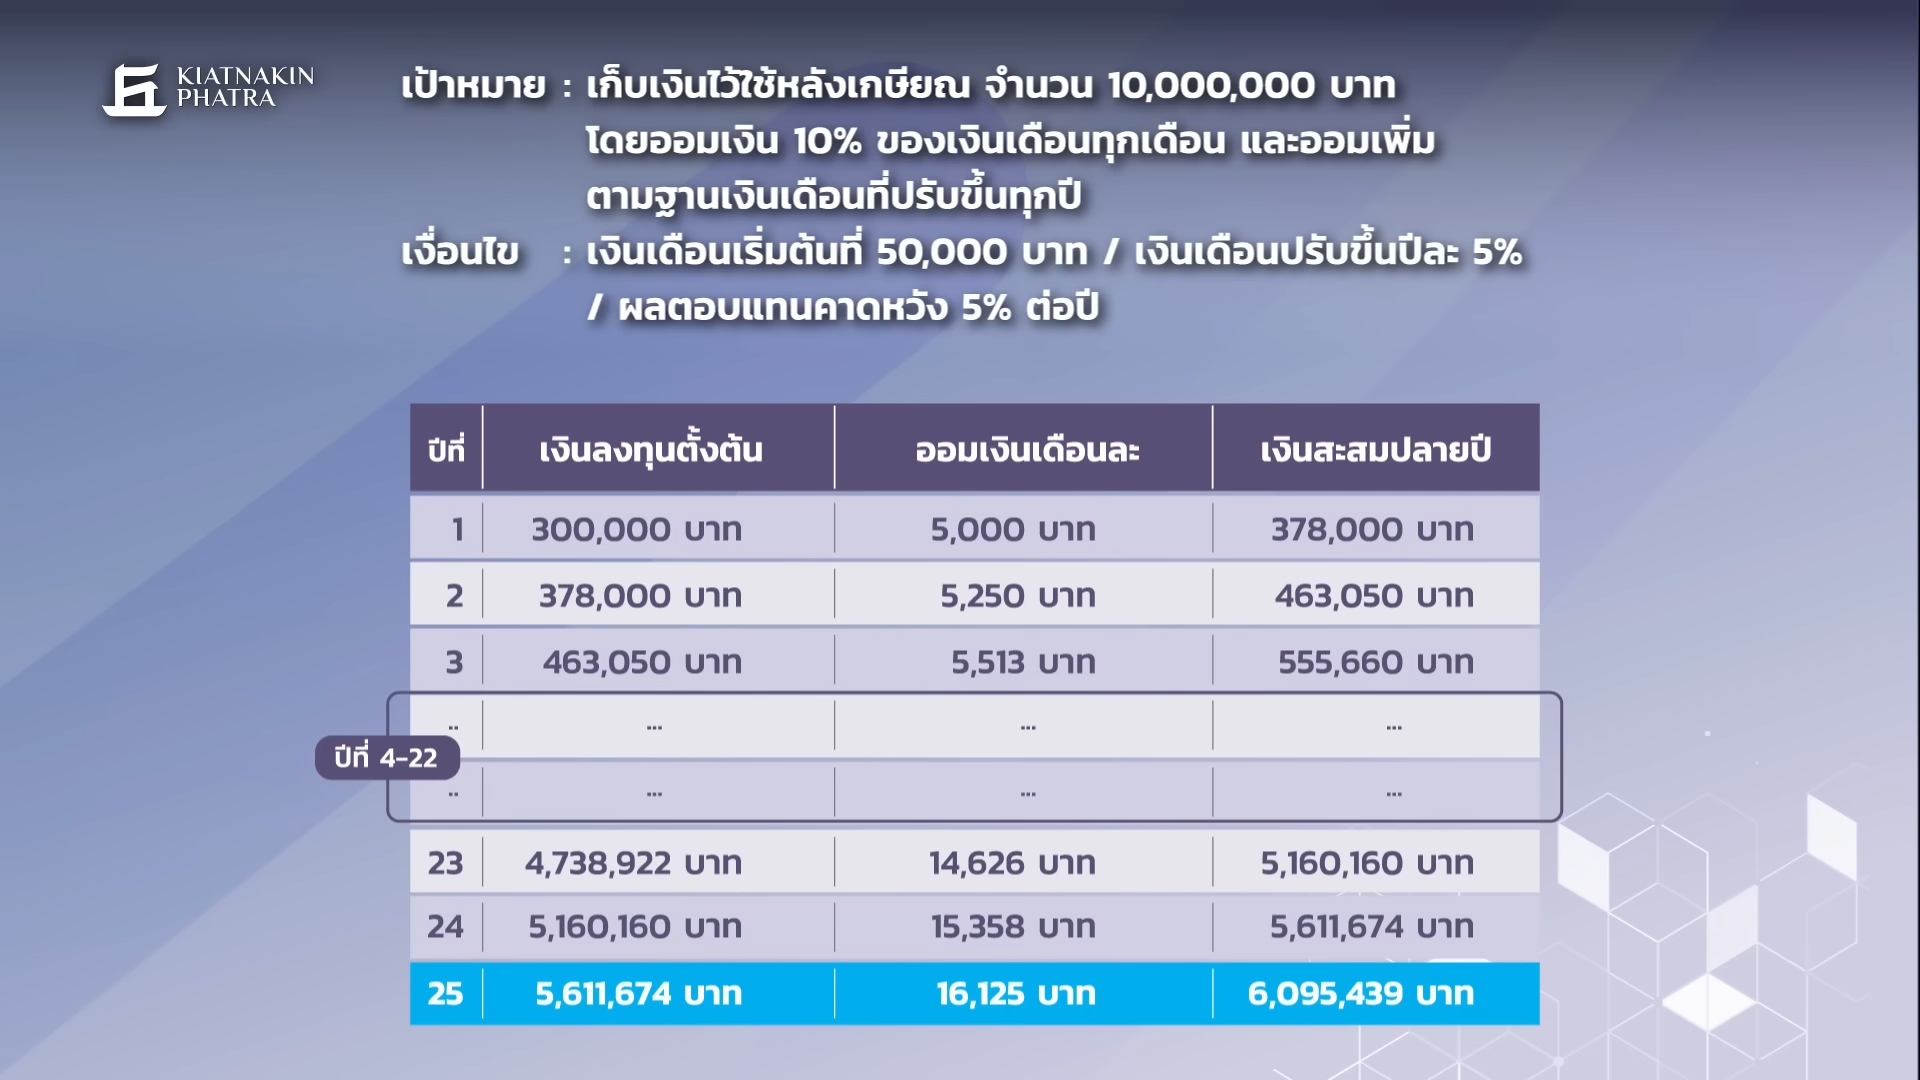 KIATNAKIN
PHATRA
เป้าหมาย : เก็บเงินไว้ใช้หลังเกษียณ จำนวน 10,000,000 บาท
โดยออมเงิน 10% ของเงินเดือนทุกเดือน และออมเพิ่ม
ตามฐานเงินเดือนที่ปรับขึ้นทุกปี
เงื่อนไข : เงินเดือนเริ่มต้นที่ 50,000 บาท / เงินเดือนปรับขึ้นปีละ 5%
/ ผลตอบแทนคาดหวัง 5% ต่อปี
ปีที่ เงินลงทุนตั้งต้น ออมเงินเดือนละ เงินสะสมปลายปี
1 300,000 บาท 5,000 บาท 378,000 บาท
2 378,000 บาท 5,250 บาท 463,050 บาท
3 463,050 บาท 5,513 บาท 555,660 บาท
.. ... ... ...
ปีที่ 4-22
.. ... ... ...
23 4,738,922 บาท 14,626 บาท 5,160,160 บาท
24 5,160,160 บาท 15,358 บาท 5,611,674 บาท
25 5,611,674 บาท 16,125 บาท 6,095,439 บาท